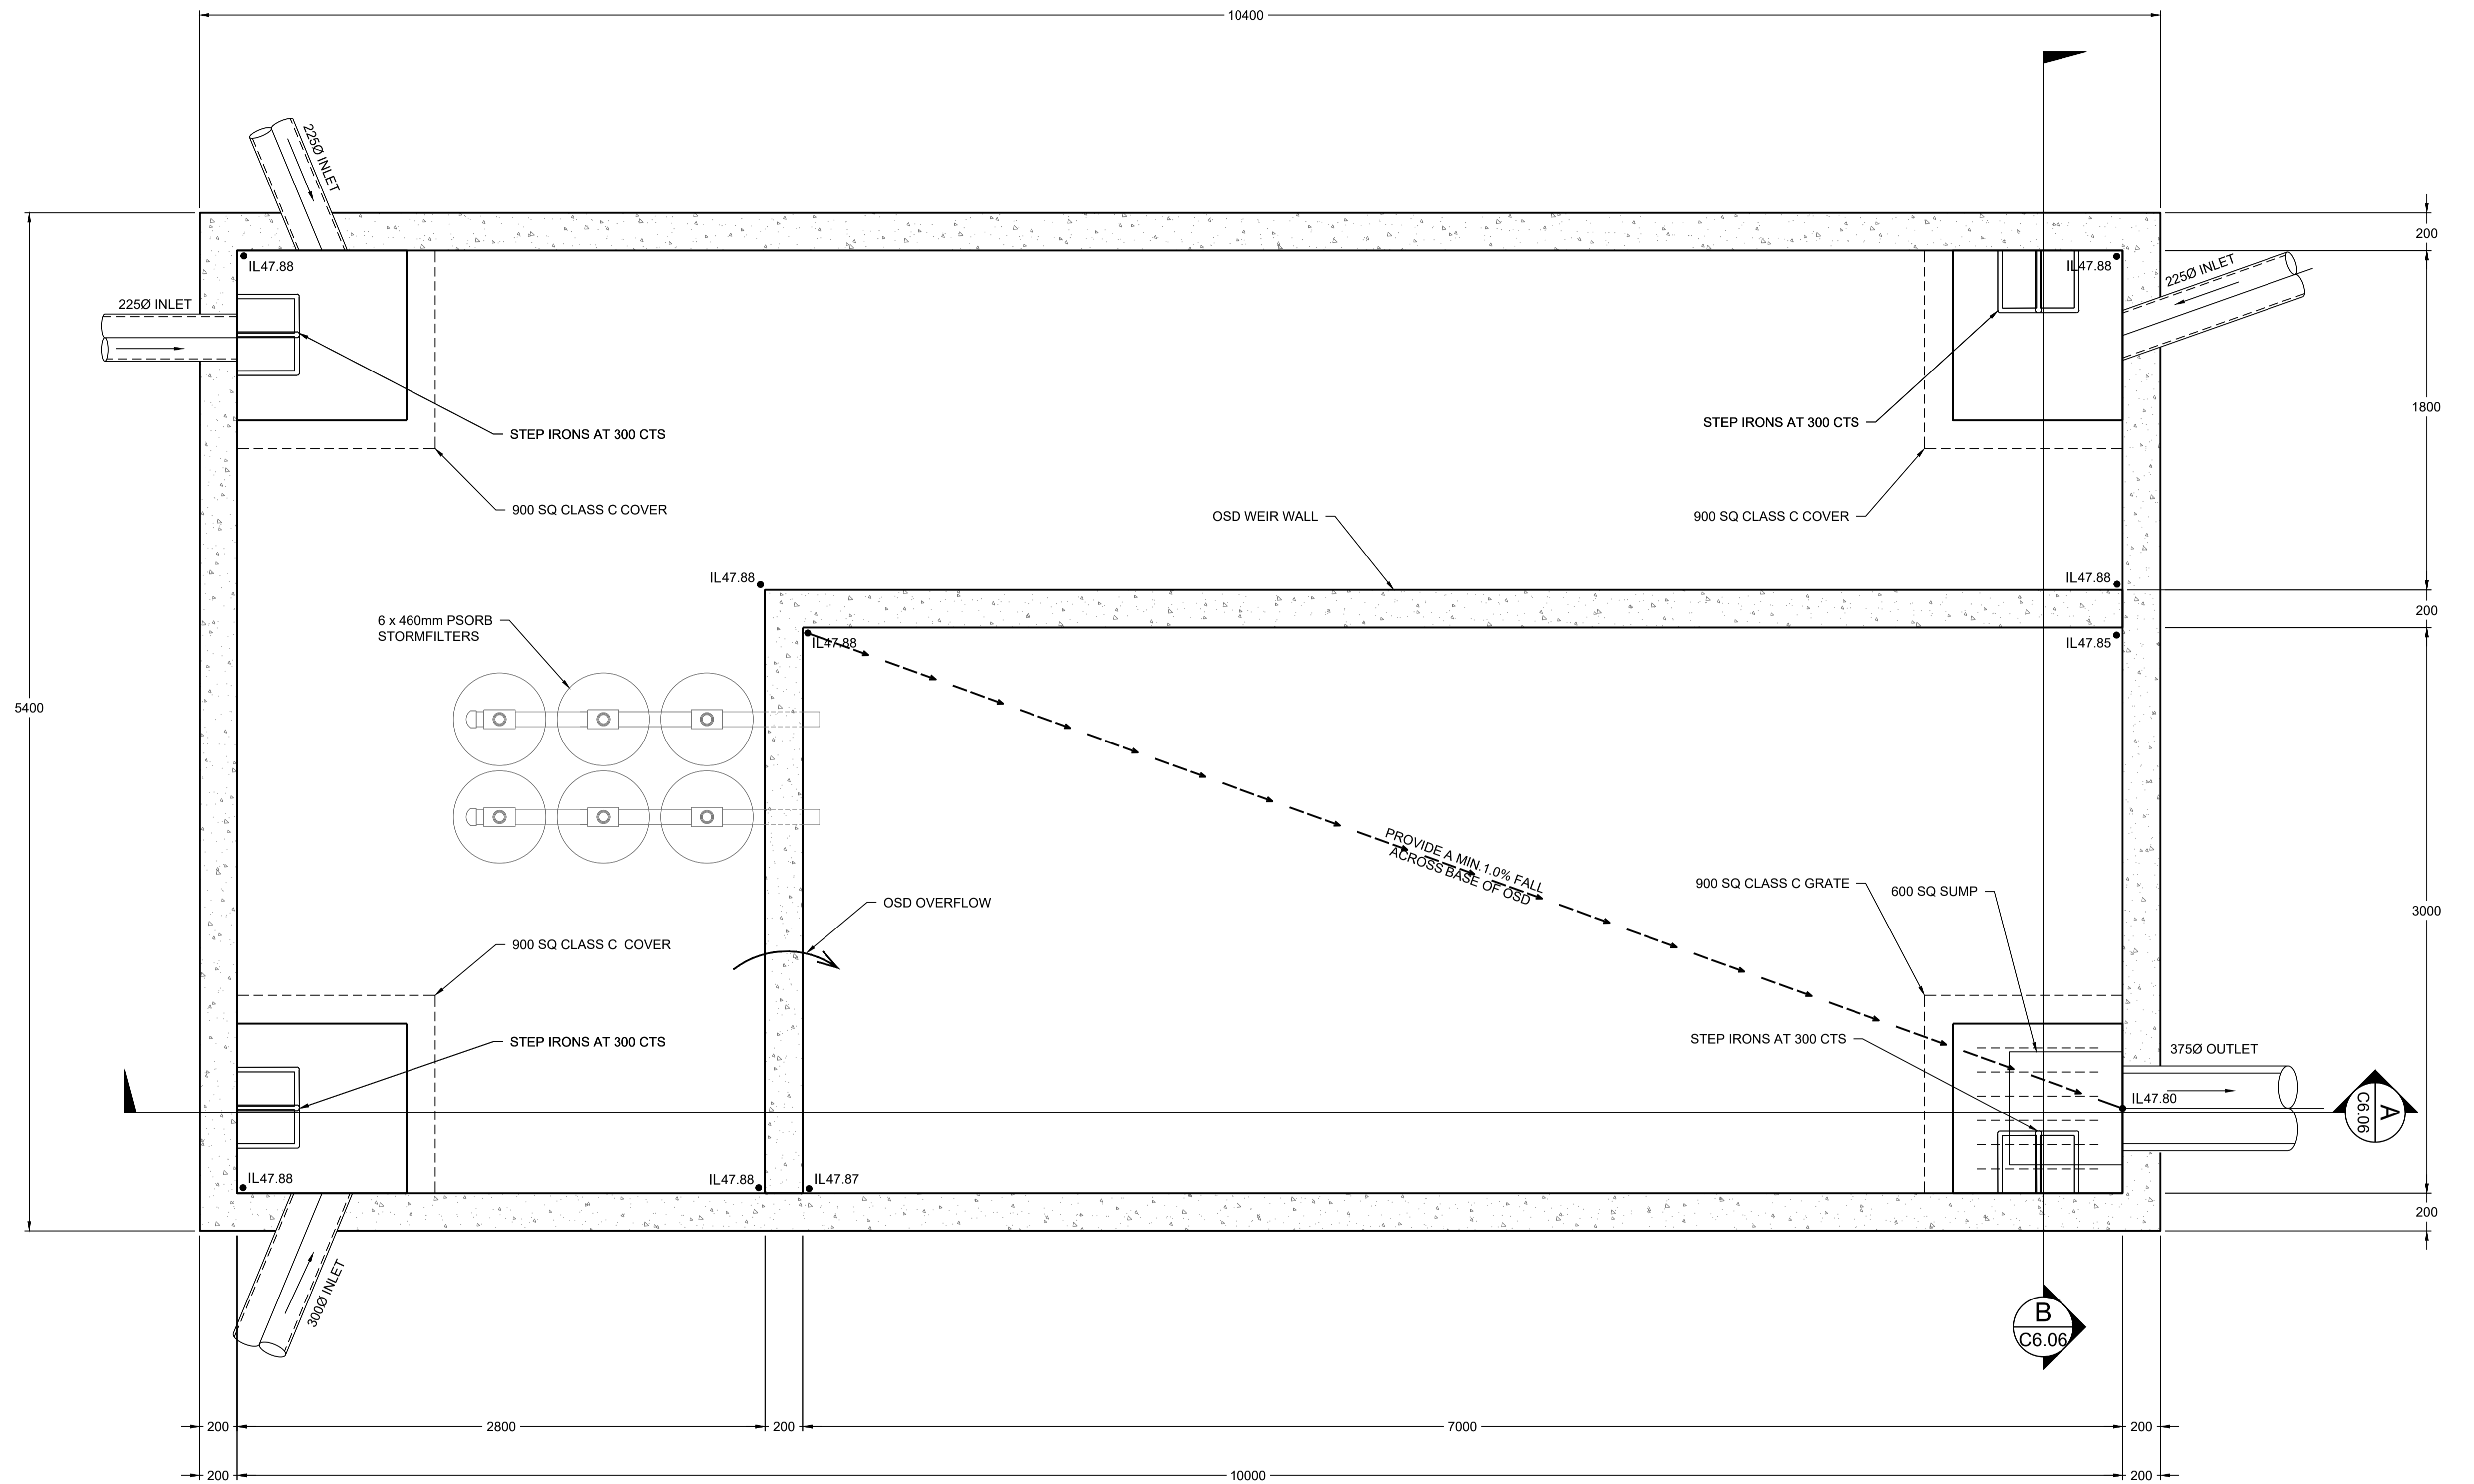 10400
225Ø INLET
200
IL47.88
IL47.88
225Ø INLET
225Ø INLET
1800
STEP IRONS AT 300 CTS
STEP IRONS AT 300 CTS
900 SQ CLASS C COVER
OSD WEIR WALL
900 SQ CLASS C COVER
IL47.88
IL47.88
200
6 x 460mm PSORB
STORMFILTERS
IL47.88
IL47.85
5400
PROVIDE A MIN.1.0% FALL
ACROSS BASE OF OSD
900 SQ CLASS C GRATE
600 SQ SUMP
OSD OVERFLOW
3000
900 SQ CLASS C COVER
STEP IRONS AT 300 CTS
STEP IRONS AT 300 CTS
375Ø OUTLET
IL47.80
A
C6.06
IL47.88
IL47.88
IL47.87
200
300Ø INLET
B
C6.06
200
2800
200
7000
200
200
10000
200